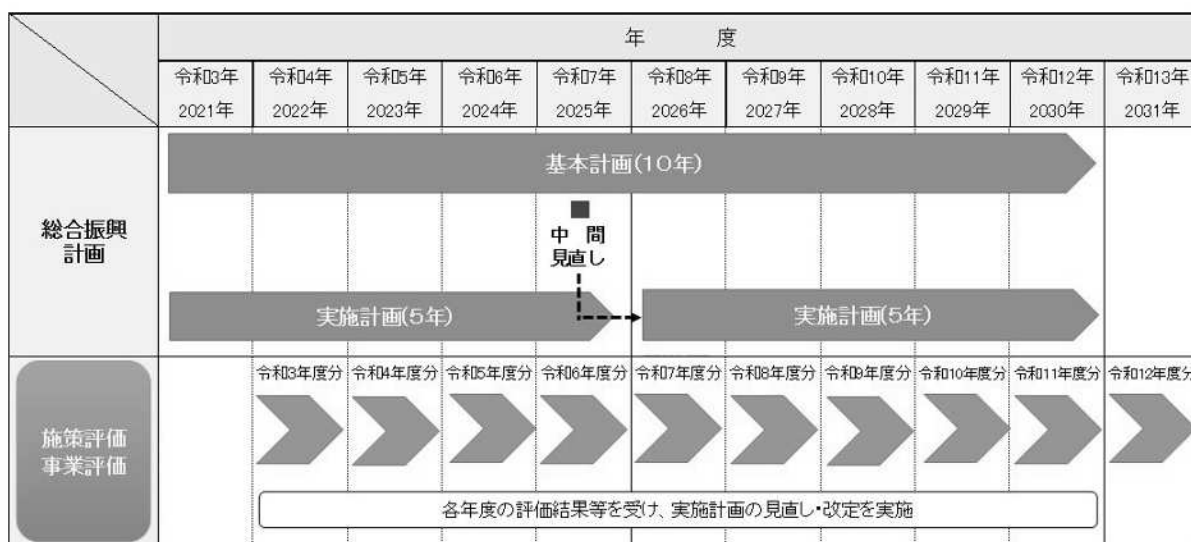 年 度
令和3年 令和4年 令和5年 令和6年 令和7年 令和8年 令和9年 令和10年 令和11年 令和12年 令和13年
2021年 2022年 2023年 2024年 2025年 2026年 2027年 2028年 2029年 2030年 2031年
総合振興
計画
基本計画(10年)
中 間
見直し
実施計画(5年) 実施計画(5年)
施策評価
事業評価
令和3年度分 令和4年度分 令和5年度分 令和6年度分 令和7年度分 令和8年度分 令和9年度分 令和10年度分 令和11年度分 令和12年度分
各年度の評価結果等を受け、実施計画の見直し・改定を実施